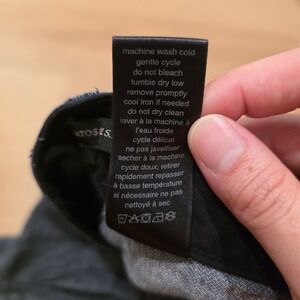 machine wash cold
gentle cycle
do not bleach
tumble dry low
remove promptly
cool iron if needed
do not dry clean
laver à la machine à
l'eau froide
cycle délicat
ne pas javelliser
sécher à la machine
cycle doux, retirer
rapidement repasser
à basse température
si nécessaire ne pas
nettoyer à sec